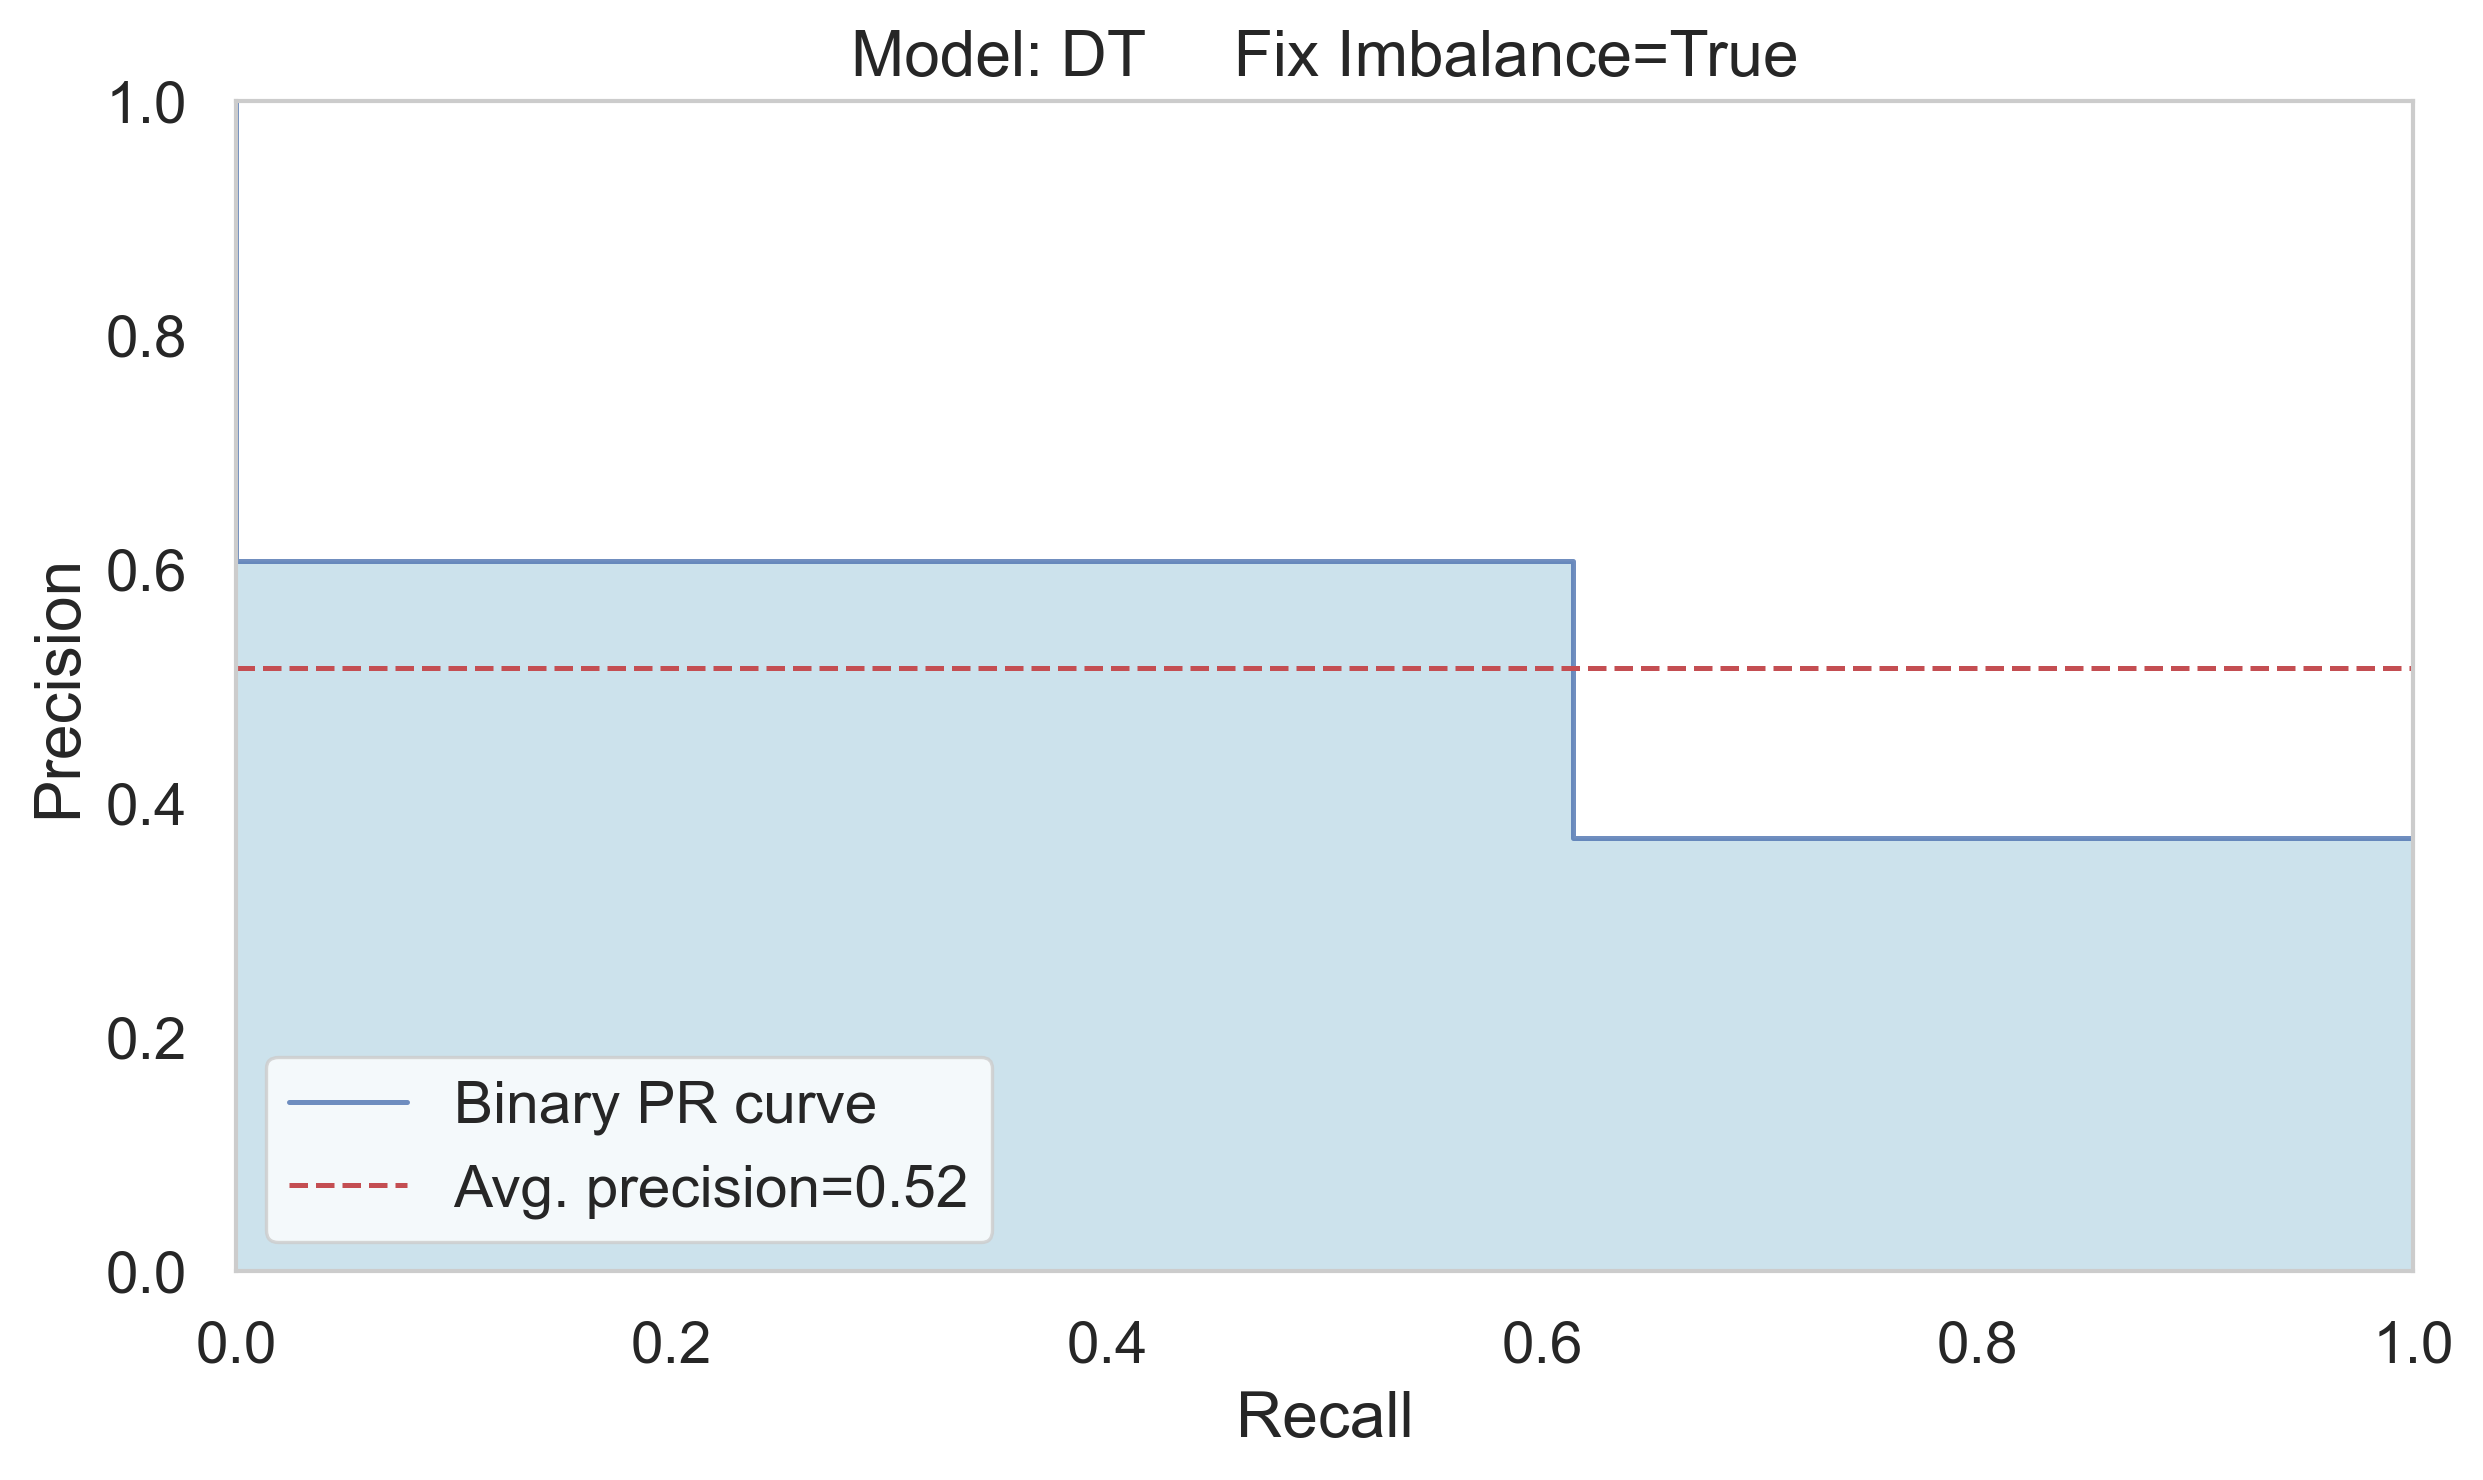 Model: DT      Fix Imbalance=True
1.0
0.8
0.6
0.4
0.2
0.0
Precision
Binary PR curve
Avg. precision=0.52
0.0 0.2 0.4 0.6 0.8 1.0
Recall